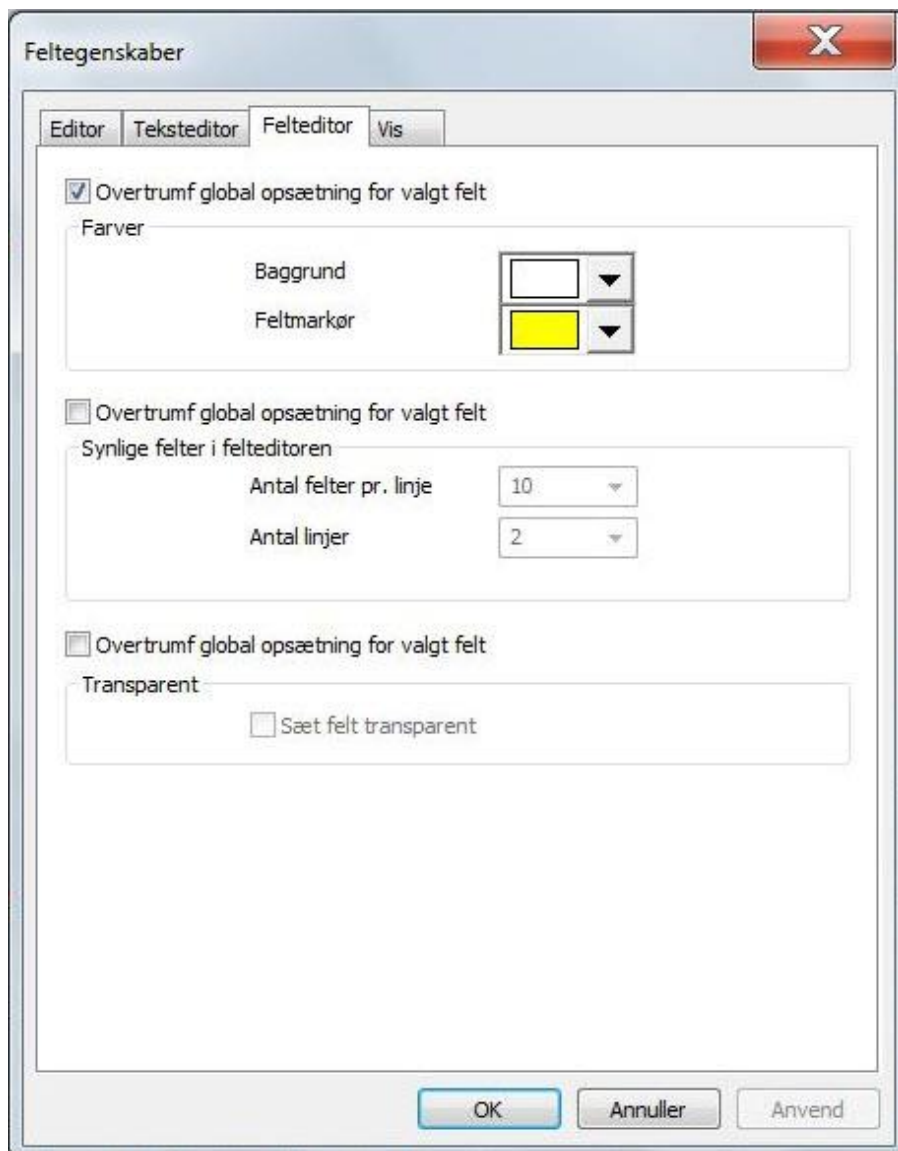 Feltegenskaber
Editor Teksteditor Felteditor Vis
Overtrumf global opsætning for valgt felt
Farver
Baggrund
Feltmarkør
Overtrumf global opsætning for valgt felt
Synlige felter i felteditoren
Antal felter pr. linje 10
Antal linjer 2
Overtrumf global opsætning for valgt felt
Transparent
Sæt felt transparent
OK Annuller Anvend